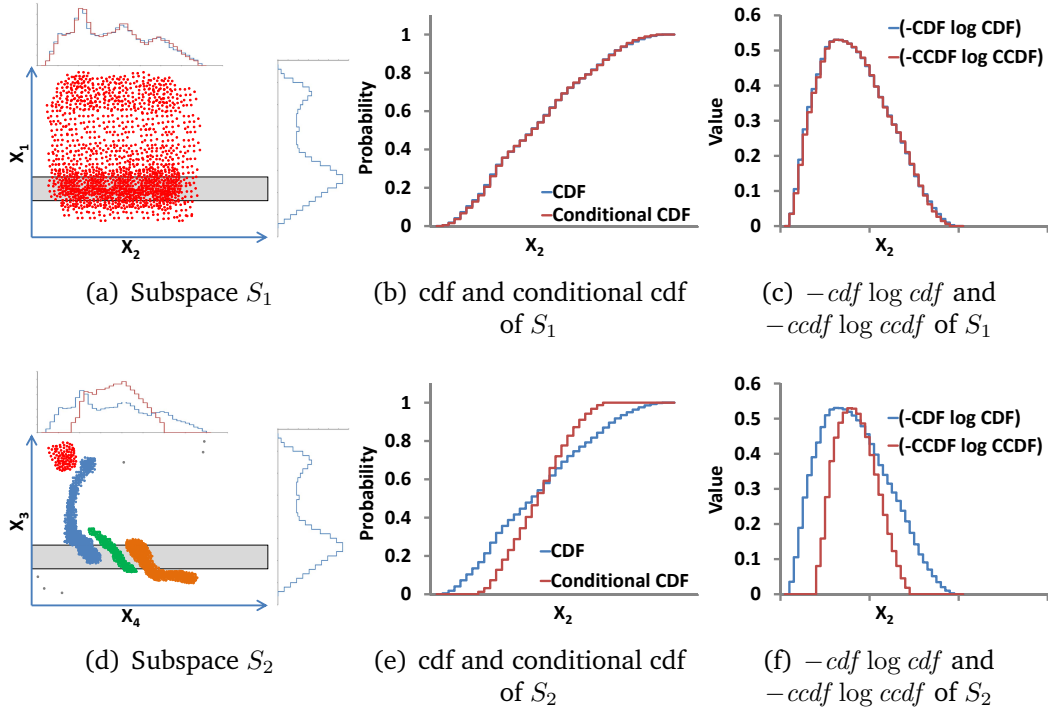 X1
X2
(a) Subspace S1
Probability
1
0.8
0.6
0.4
0.2
0
CDF
Conditional CDF
X2
(b) cdf and conditional cdf
of S1
Value
0.6
0.5
0.4
0.3
0.2
0.1
0
(-CDF log CDF)
(-CCDF log CCDF)
X2
(c) −cdf log cdf and
−ccdf log ccdf of S1
X3
X4
(d) Subspace S2
Probability
1
0.8
0.6
0.4
0.2
0
CDF
Conditional CDF
X2
(e) cdf and conditional cdf
of S2
Value
0.6
0.5
0.4
0.3
0.2
0.1
0
(-CDF log CDF)
(-CCDF log CCDF)
X2
(f) −cdf log cdf and
−ccdf log ccdf of S2